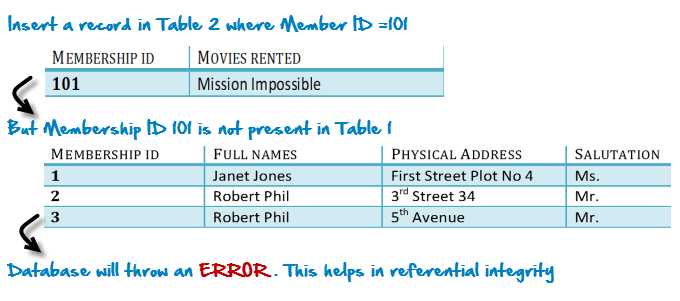 Insert a record in Table 2 where Member ID =101
MEMBERSHIP ID MOVIES RENTED
101 Mission Impossible
But Membership ID 101 is not present in Table 1
MEMBERSHIP ID FULL NAMES PHYSICAL ADDRESS SALUTATION
1 Janet Jones First Street Plot No 4 Ms.
2 Robert Phil 3rd Street 34 Mr.
3 Robert Phil 5th Avenue Mr.
Database will throw an ERROR. This helps in referential integrity